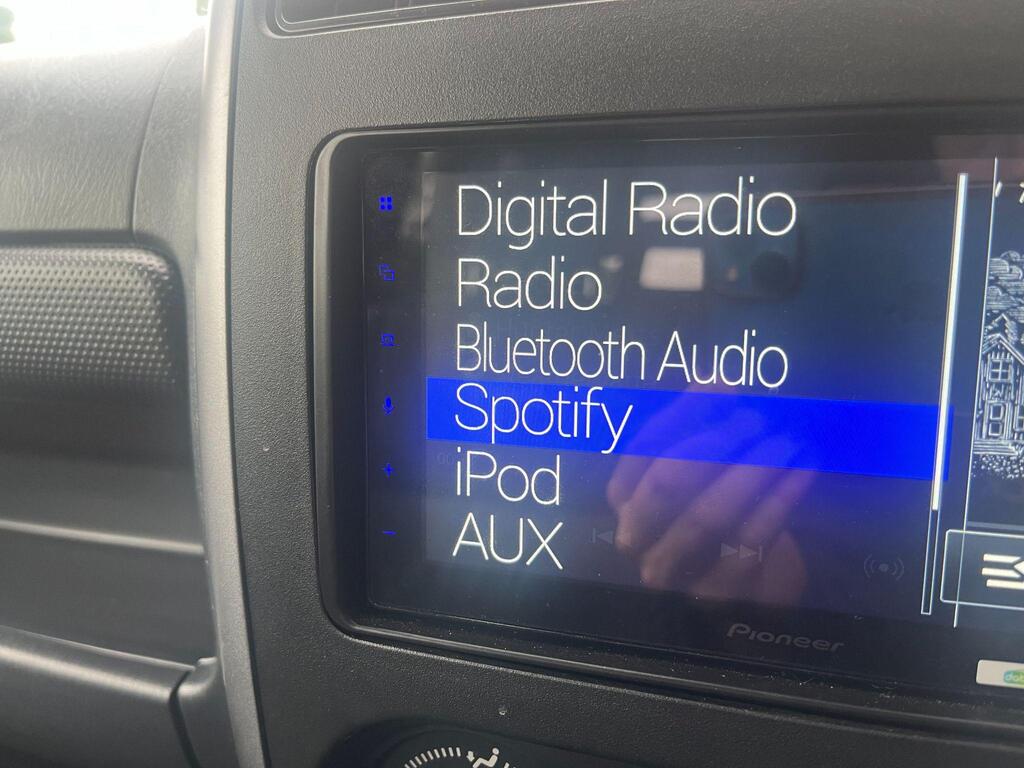 Digital Radio
Radio
Bluetooth Audio
Spotify
iPod
AUX
Pioneer